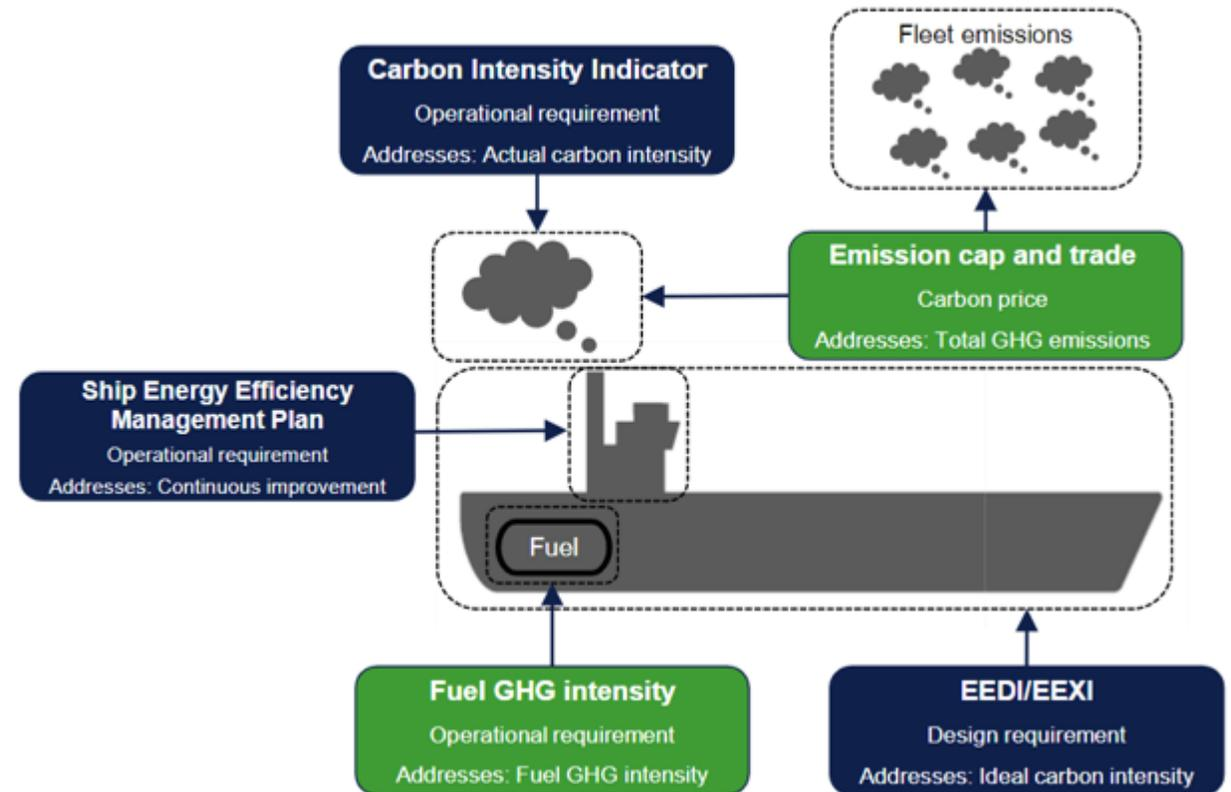 Fleet emissions
Carbon Intensity Indicator
Operational requirement
Addresses: Actual carbon intensity
Emission cap and trade
Carbon price
Addresses: Total GHG emissions
Ship Energy Efficiency
Management Plan
Operational requirement
Addresses: Continuous improvement
Fuel
Fuel GHG intensity
Operational requirement
Addresses: Fuel GHG intensity
EEDI/EEXI
Design requirement
Addresses: Ideal carbon intensity